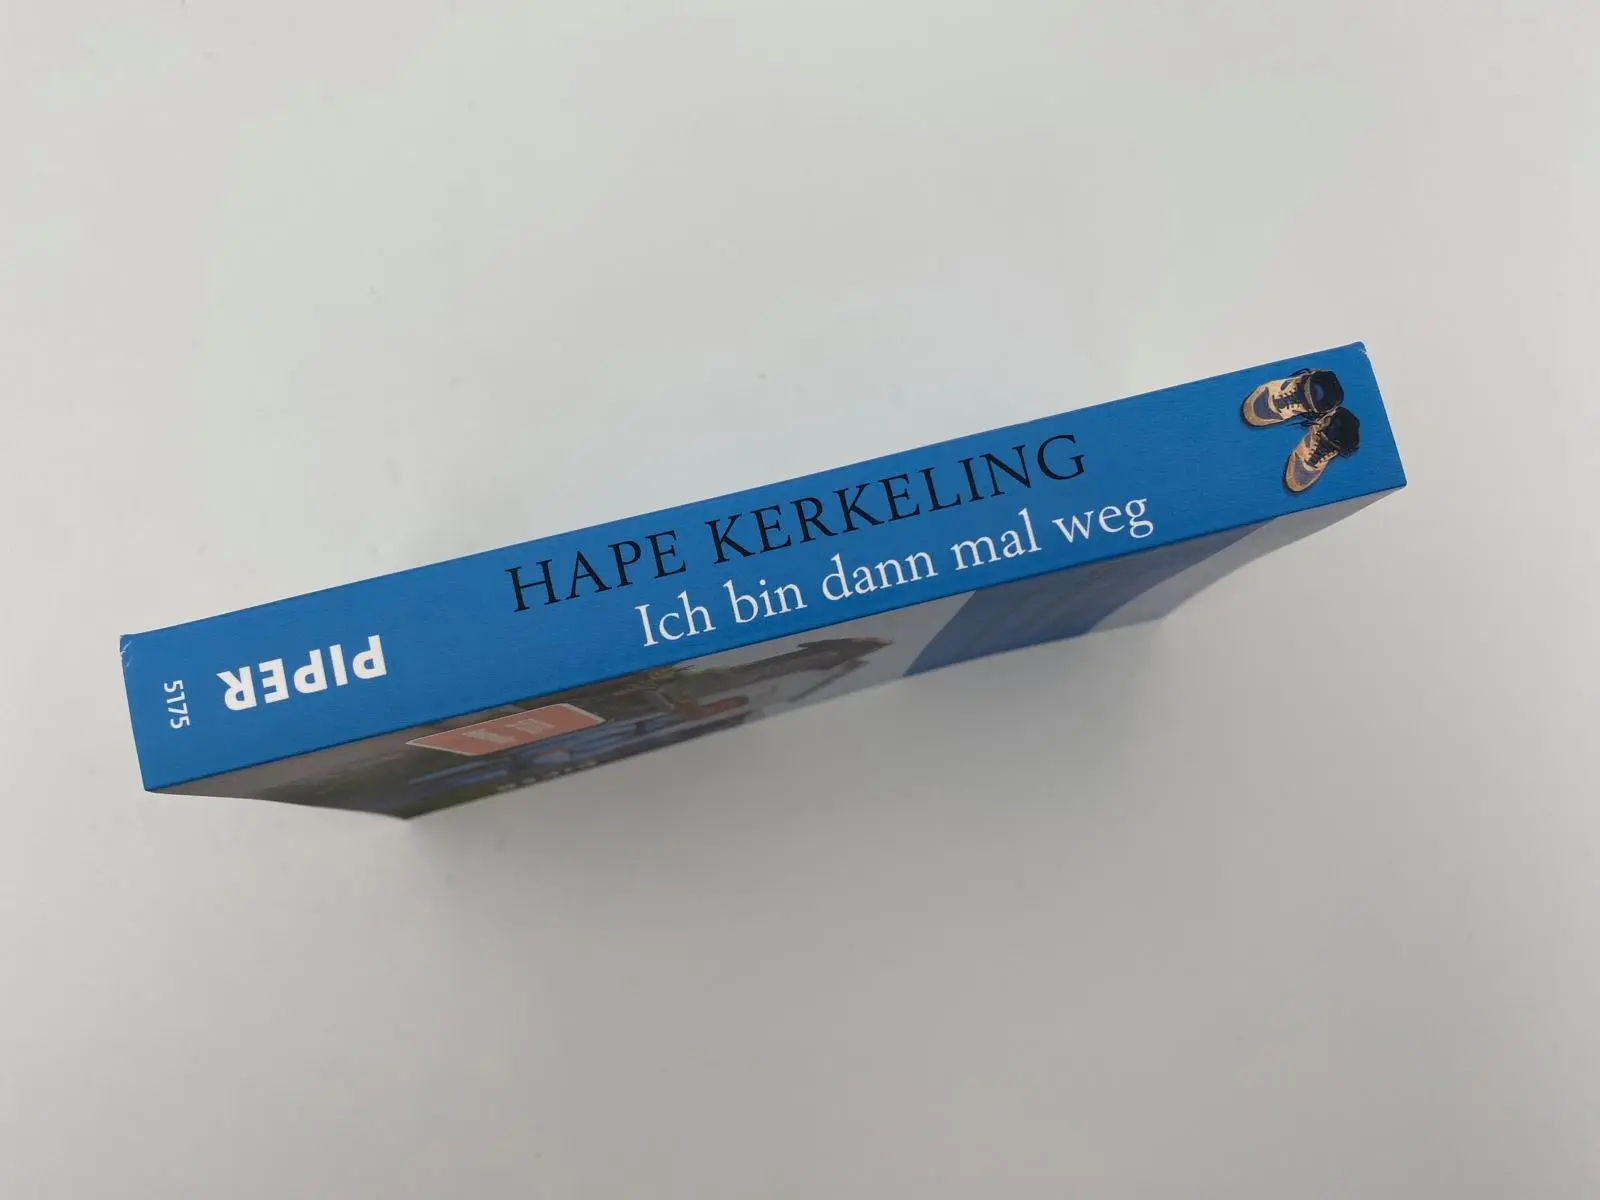 HAPE KERKELING
Ich bin dann mal weg
PIPER
5175